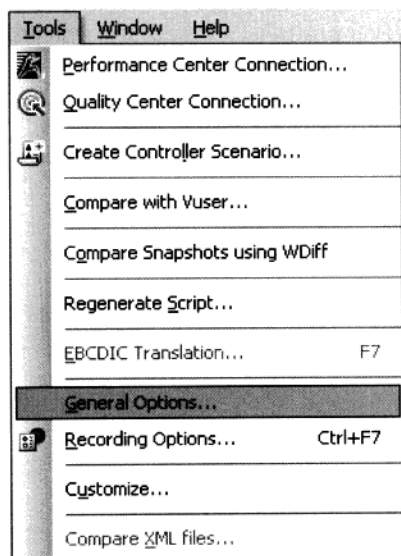 Tools Window Help
Performance Center Connection...
Quality Center Connection...
Create Controller Scenario...
Compare with Vuser...
Compare Snapshots using WDiff
Regenerate Script...
EBCDIC Translation... F7
General Options...
Recording Options... Ctrl+F7
Customize...
Compare XML files...